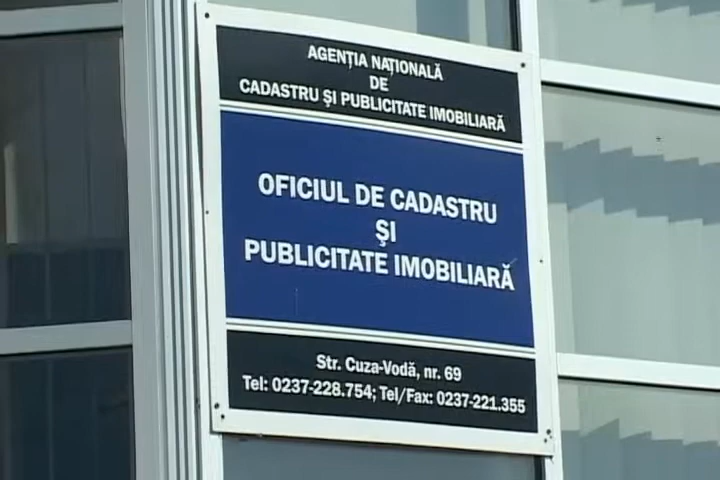 AGENȚIA NAȚIONALĂ
DE
CADASTRU ȘI PUBLICITATE IMOBILIARĂ
OFICIUL DE CADASTRU
ȘI
PUBLICITATE IMOBILIARĂ
Str. Cuza-Vodă, nr. 69
Tel: 0237-228.754; Tel/Fax: 0237-221.355